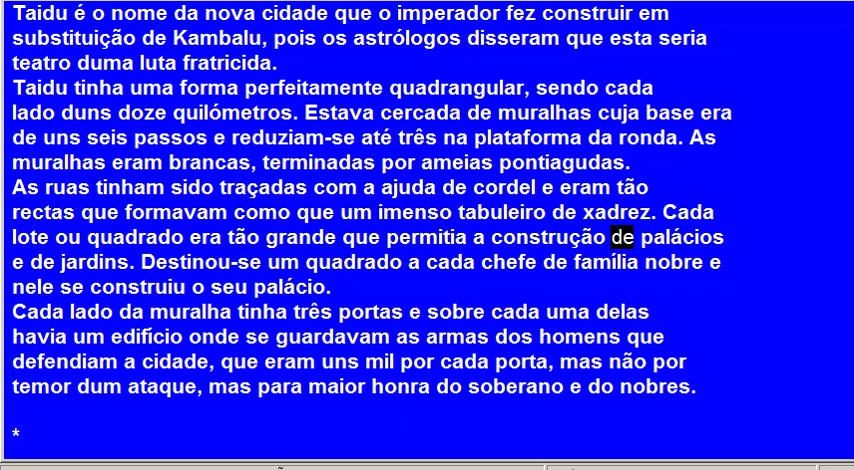 Taidu é o nome da nova cidade que o imperador fez construir em
substituição de Kambalu, pois os astrólogos disseram que esta seria
teatro duma luta fratricida.
Taidu tinha uma forma perfeitamente quadrangular, sendo cada
lado duns doze quilómetros. Estava cercada de muralhas cuja base era
de uns seis passos e reduziam-se até três na plataforma da ronda. As
muralhas eram brancas, terminadas por ameias pontiagudas.
As ruas tinham sido traçadas com a ajuda de cordel e eram tão
rectas que formavam como que um imenso tabuleiro de xadrez. Cada
lote ou quadrado era tão grande que permitia a construção de palácios
e de jardins. Destinou-se um quadrado a cada chefe de família nobre e
nele se construiu o seu palácio.
Cada lado da muralha tinha três portas e sobre cada uma delas
havia um edifício onde se guardavam as armas dos homens que
defendiam a cidade, que eram uns mil por cada porta, mas não por
temor dum ataque, mas para maior honra do soberano e do nobres.
*